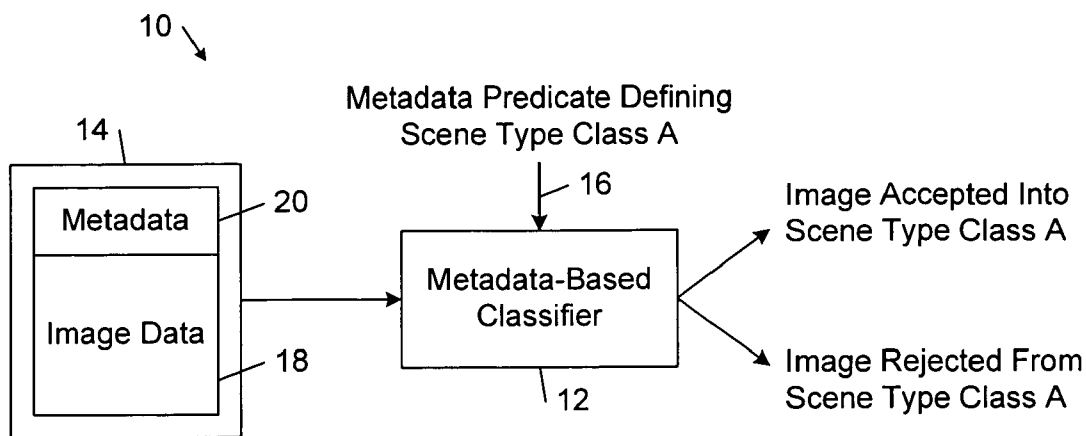 10
Metadata Predicate Defining
Scene Type Class A
14
16
20
Metadata
Image Data
18
Metadata-Based
Classifier
12
Image Accepted Into
Scene Type Class A
Image Rejected From
Scene Type Class A